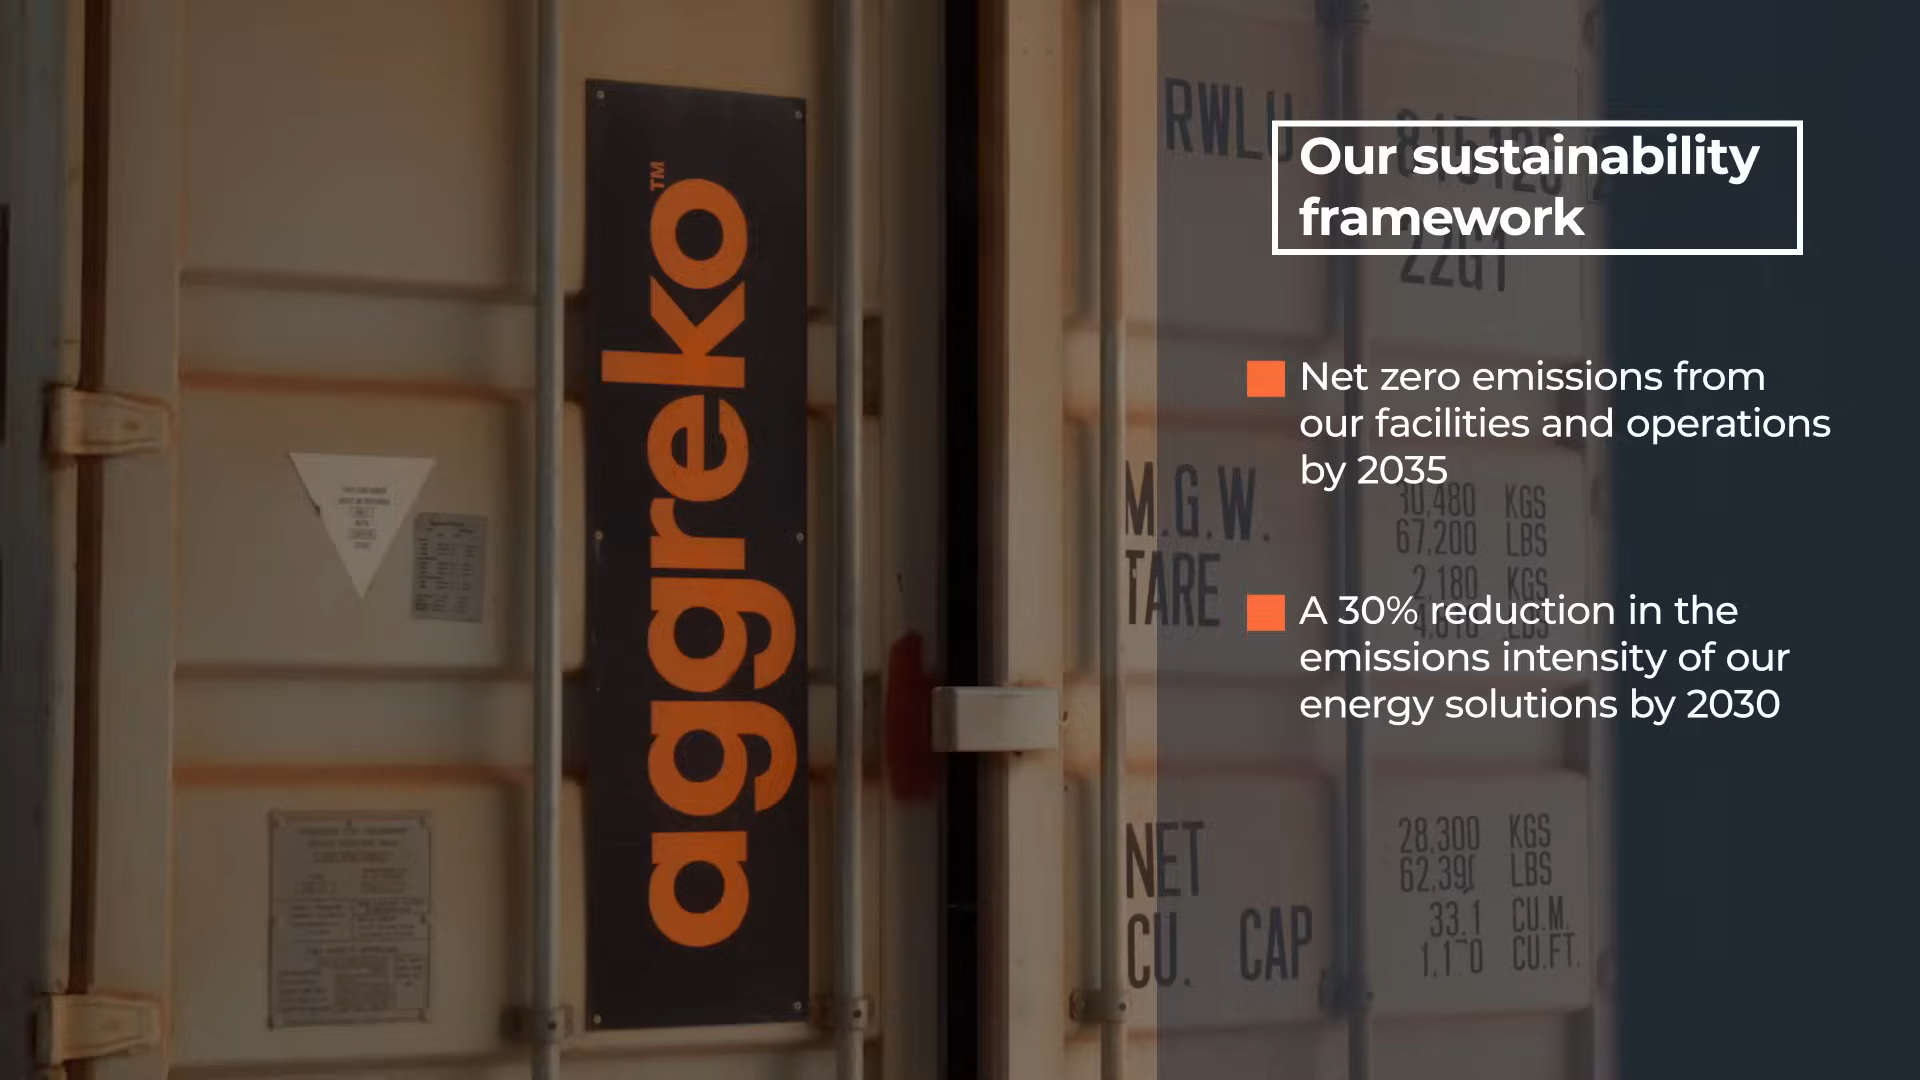 aggreko™
RWLU
Our sustainability
framework
22G1
Net zero emissions from
our facilities and operations
by 2035
M.G.W.
30,480 KGS
67,200 LBS
TARE
2,180 KGS
LBS
A 30% reduction in the
emissions intensity of our
energy solutions by 2030
NET
28,300 KGS
LBS
CU. CAP.
33.1 CU.M.
CU.FT.